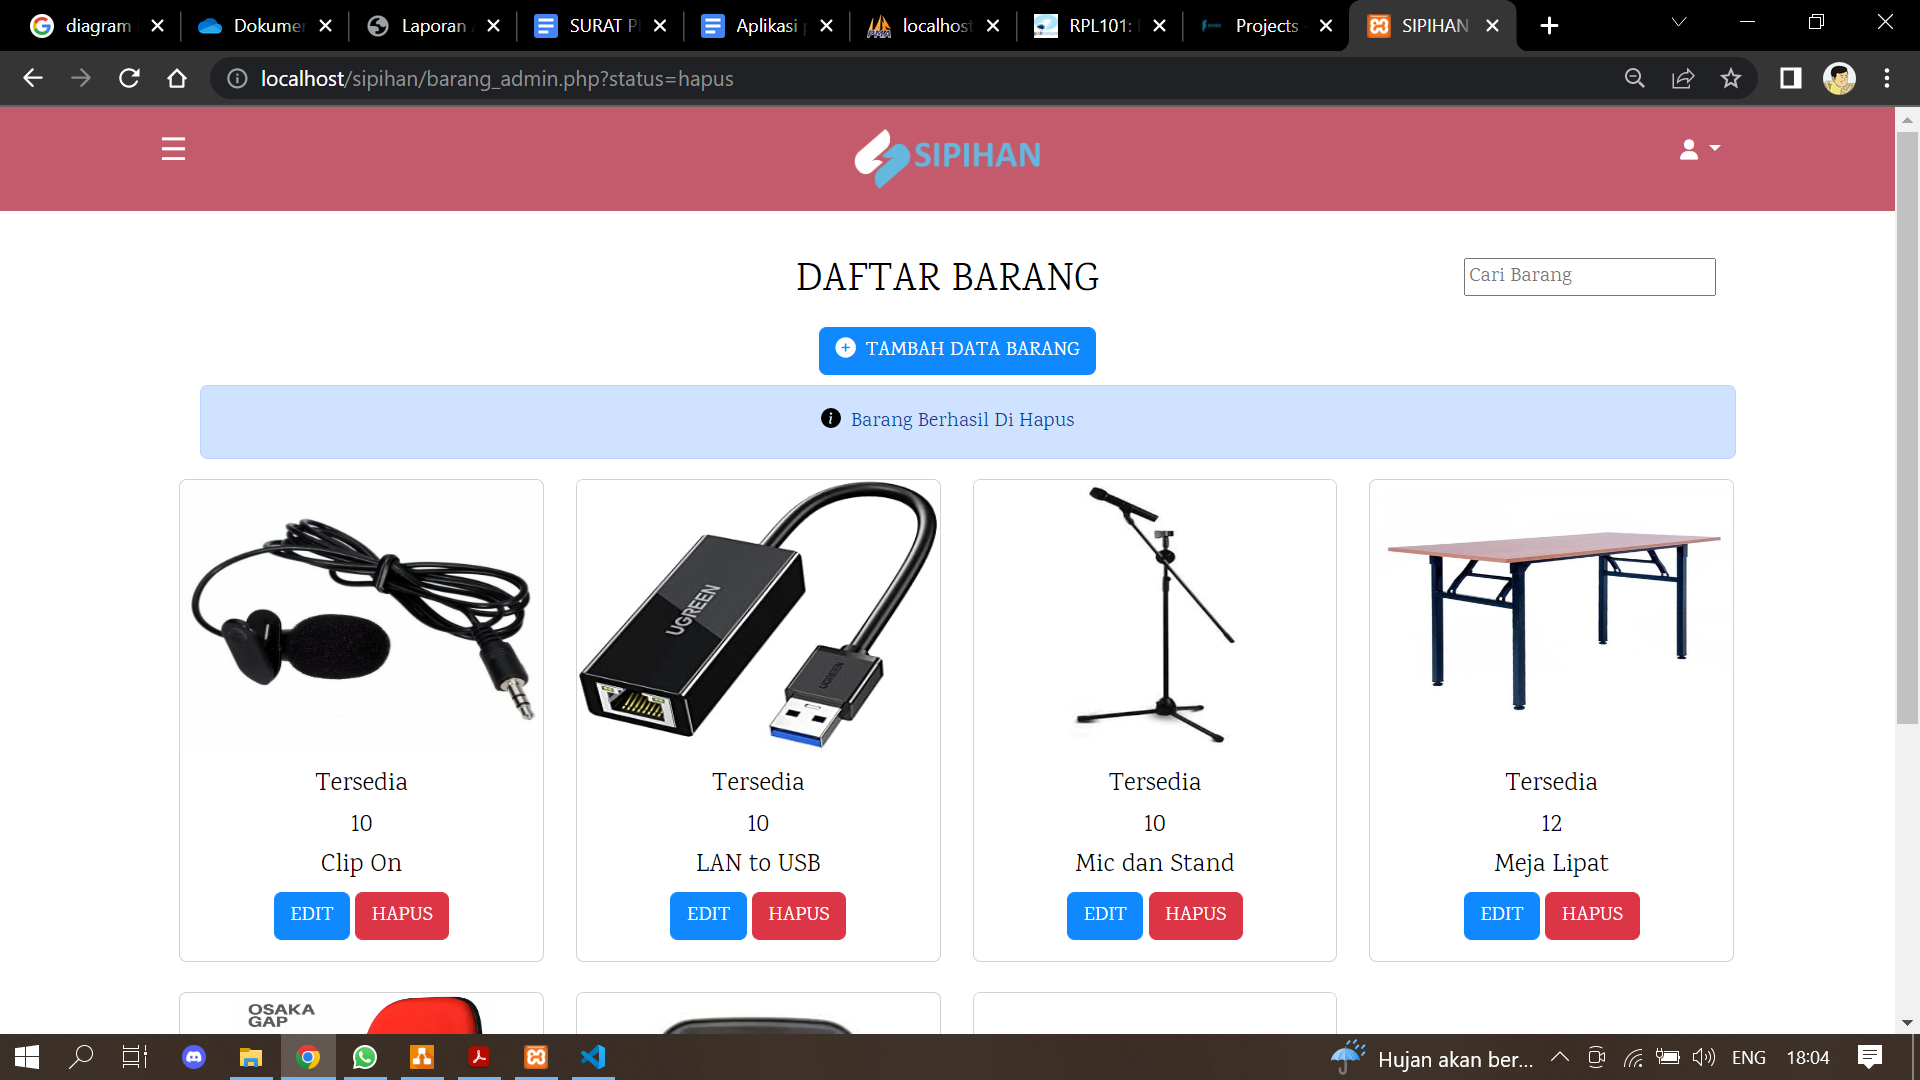 diagram
Dokumen
Laporan
SURAT P
Aplikasi p
localhost
RPL101:
Projects
SIPIHAN
localhost/sipihan/barang_admin.php?status=hapus
SIPIHAN
DAFTAR BARANG
Cari Barang
TAMBAH DATA BARANG
Barang Berhasil Di Hapus
UGREEN
UGREEN
Tersedia
10
Clip On
EDIT HAPUS
Tersedia
10
LAN to USB
EDIT HAPUS
Tersedia
10
Mic dan Stand
EDIT HAPUS
Tersedia
12
Meja Lipat
EDIT HAPUS
OSAKA
GAP
Hujan akan ber...
ENG
18:04